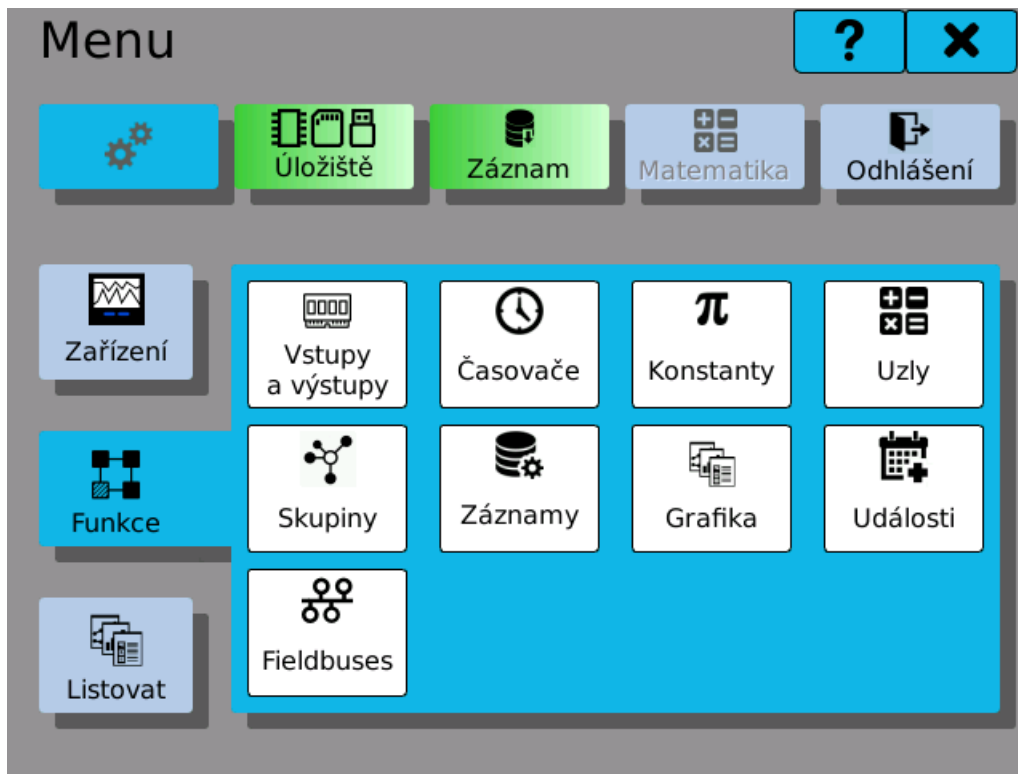 Menu
?
Úložiště
Záznam
Matematika
Odhlášení
Zařízení
Vstupy
a výstupy
Časovače
π
Konstanty
Uzly
Funkce
Skupiny
Záznamy
Grafika
Události
Listovat
Fieldbuses